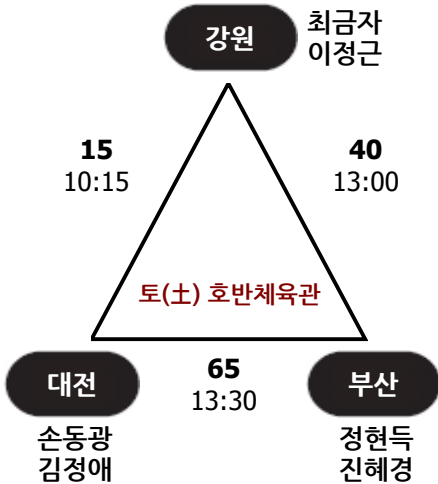 강원
최금자
이정근
15
10:15
40
13:00
토(土) 호반체육관
대전
65
13:30
부산
손동광
김정애
정현득
진혜경